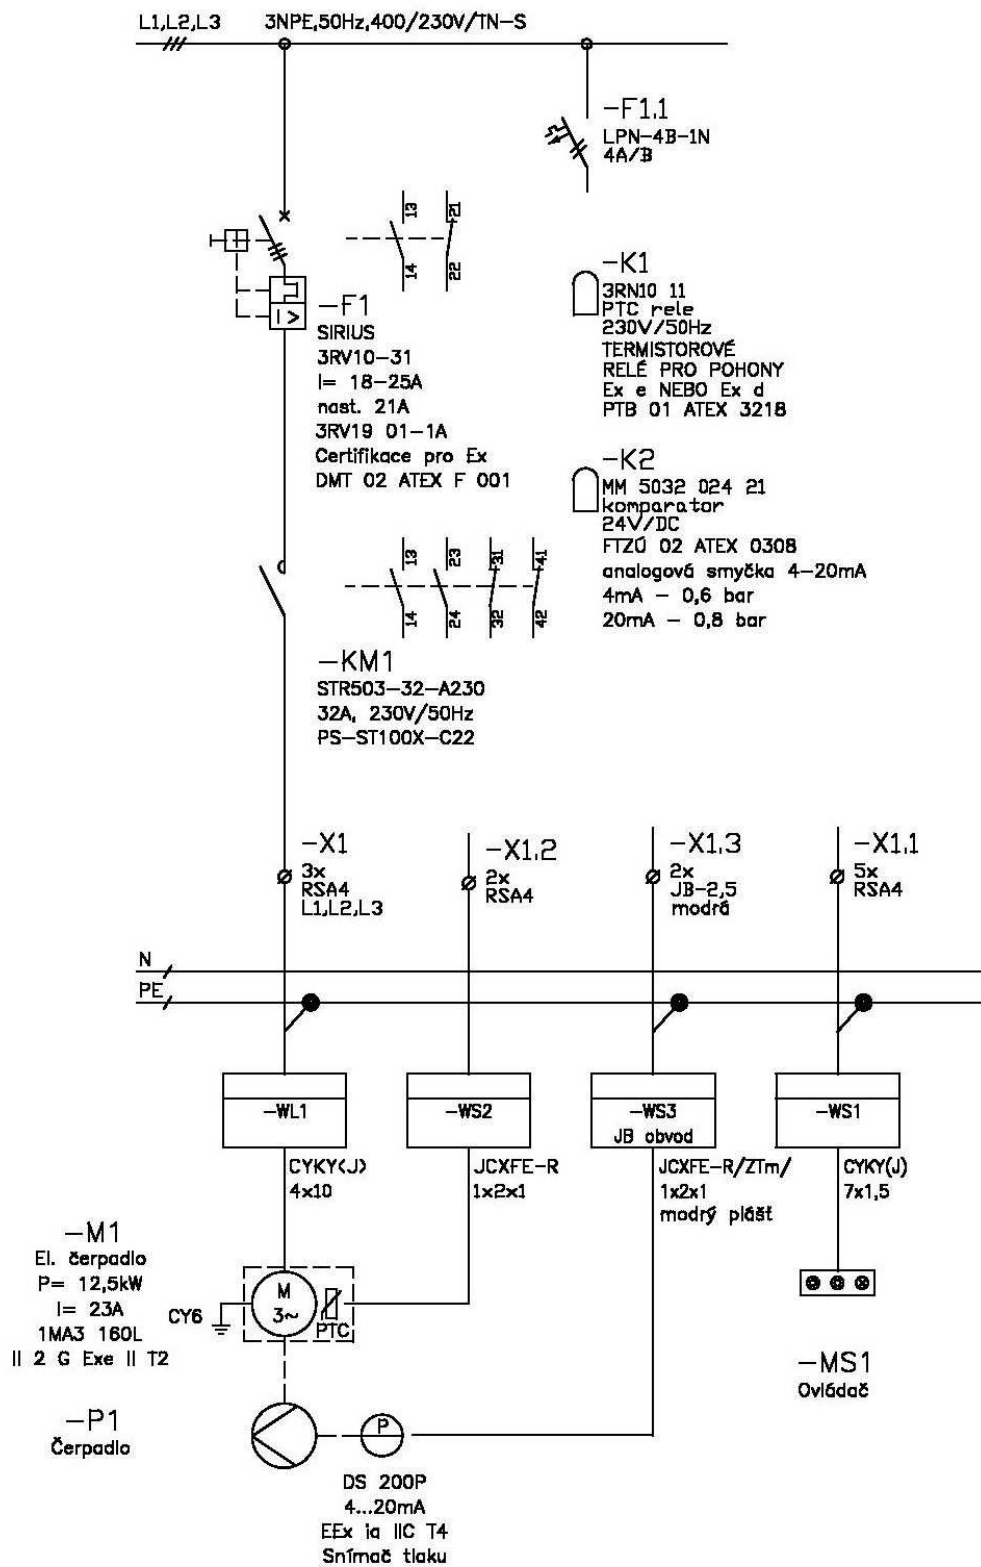 L1,L2,L3 3NPE,50Hz,400/230V/TN-S
-F1.1
LPN-4B-1N
4A/B
13
14
21
22
I >
-F1
SIRIUS
3RV10-31
I= 18-25A
nast. 21A
3RV19 01-1A
Certifikace pro Ex
DMT 02 ATEX F 001
-K1
3RN10 11
PTC rele
230V/50Hz
TERMISTOROVÉ
RELÉ PRO POHONY
Ex e NEBO Ex d
PTB 01 ATEX 3218
-K2
MM 5032 024 21
komparator
24V/DC
FTZÚ 02 ATEX 0308
analogová smyčka 4-20mA
4mA - 0,6 bar
20mA - 0,8 bar
13
14
23
24
31
32
41
42
-KM1
STR503-32-A230
32A, 230V/50Hz
PS-ST100X-C22
-X1
3x
RSA4
L1,L2,L3
-X1.2
2x
RSA4
-X1.3
2x
JB-2,5
modrá
-X1.1
5x
RSA4
N
PE
-WL1
CYKY(J)
4x10
-WS2
JCXFE-R
1x2x1
-WS3
JB obvod
JCXFE-R/ZTm/
1x2x1
modrý plášť
-WS1
CYKY(J)
7x1,5
-M1
El. čerpadlo
P= 12,5kW
I= 23A
1MA3 160L
II 2 G Exe II T2
CY6
M
3~
PTC
-MS1
Ovládač
-P1
Čerpadlo
P
DS 200P
4...20mA
EEx ia IIC T4
Snímač tlaku